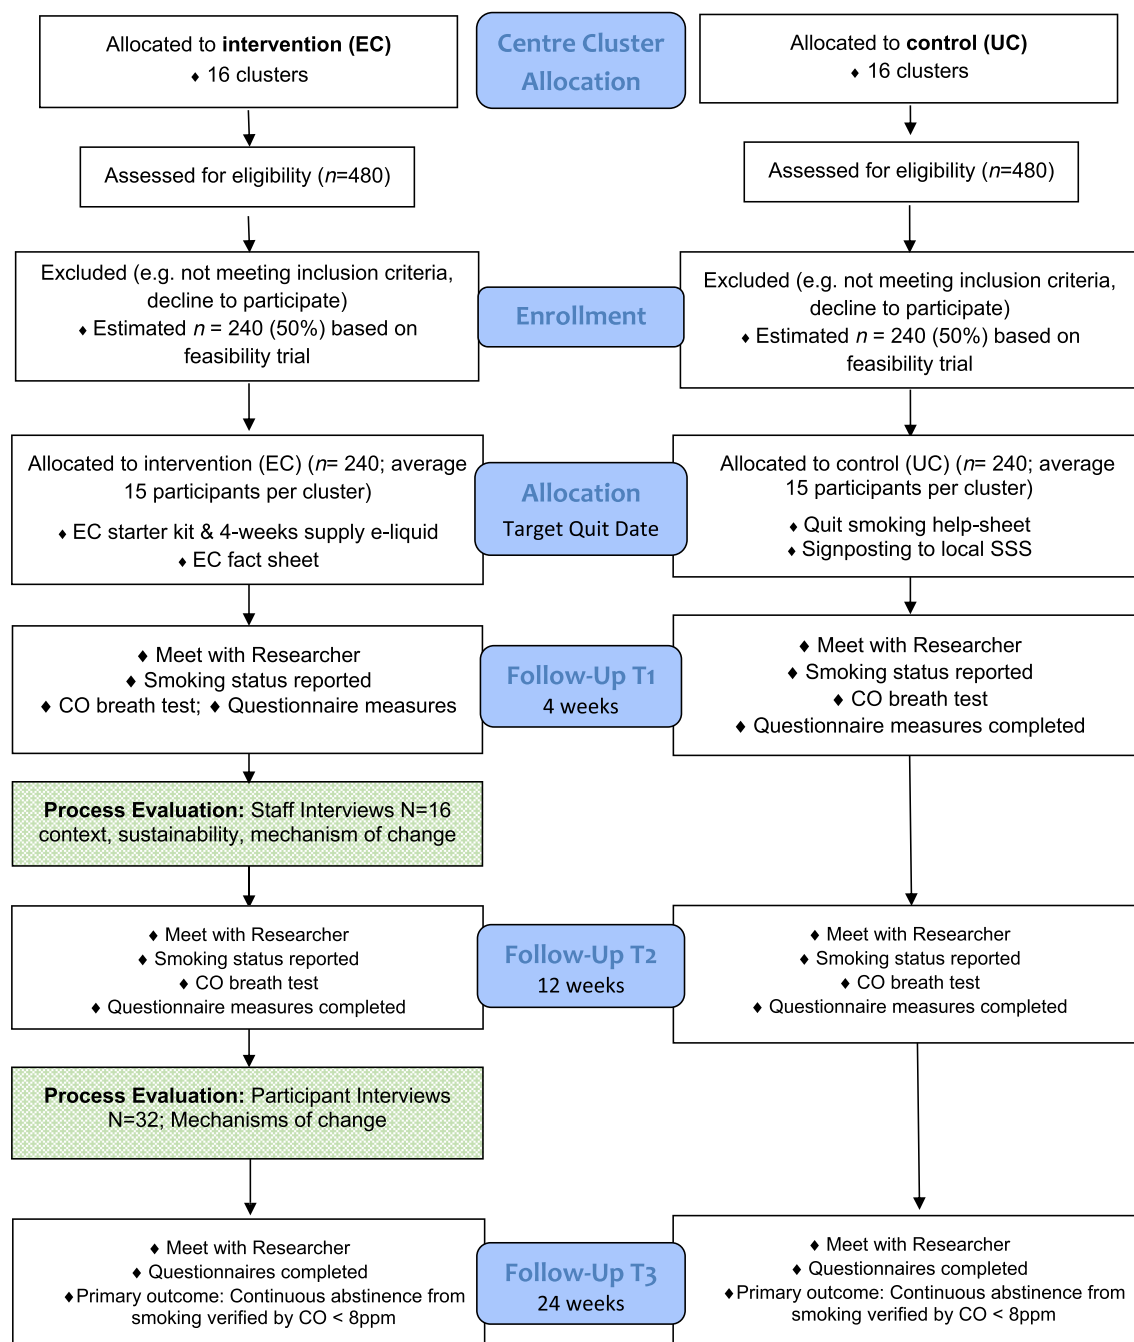 Allocated to intervention (EC)
♦ 16 clusters
Centre Cluster
Allocation
Allocated to control (UC)
♦ 16 clusters
Assessed for eligibility (n=480)
Assessed for eligibility (n=480)
Excluded (e.g. not meeting inclusion criteria,
decline to participate)
♦ Estimated n = 240 (50%) based on
feasibility trial
Enrollment
Excluded (e.g. not meeting inclusion criteria,
decline to participate)
♦ Estimated n = 240 (50%) based on
feasibility trial
Allocated to intervention (EC) (n= 240; average
15 participants per cluster)
♦ EC starter kit & 4-weeks supply e-liquid
♦ EC fact sheet
Allocation
Target Quit Date
Allocated to control (UC) (n= 240; average
15 participants per cluster)
♦ Quit smoking help-sheet
♦ Signposting to local SSS
♦ Meet with Researcher
♦ Smoking status reported
♦ CO breath test; ♦ Questionnaire measures
Follow-Up T1
4 weeks
♦ Meet with Researcher
♦ Smoking status reported
♦ CO breath test
♦ Questionnaire measures completed
Process Evaluation: Staff Interviews N=16
context, sustainability, mechanism of change
♦ Meet with Researcher
♦ Smoking status reported
♦ CO breath test
♦ Questionnaire measures completed
Follow-Up T2
12 weeks
♦ Meet with Researcher
♦ Smoking status reported
♦ CO breath test
♦ Questionnaire measures completed
Process Evaluation: Participant Interviews
N=32; Mechanisms of change
♦ Meet with Researcher
♦ Questionnaires completed
♦Primary outcome: Continuous abstinence from
smoking verified by CO < 8ppm
Follow-Up T3
24 weeks
♦ Meet with Researcher
♦ Questionnaires completed
♦Primary outcome: Continuous abstinence from
smoking verified by CO < 8ppm